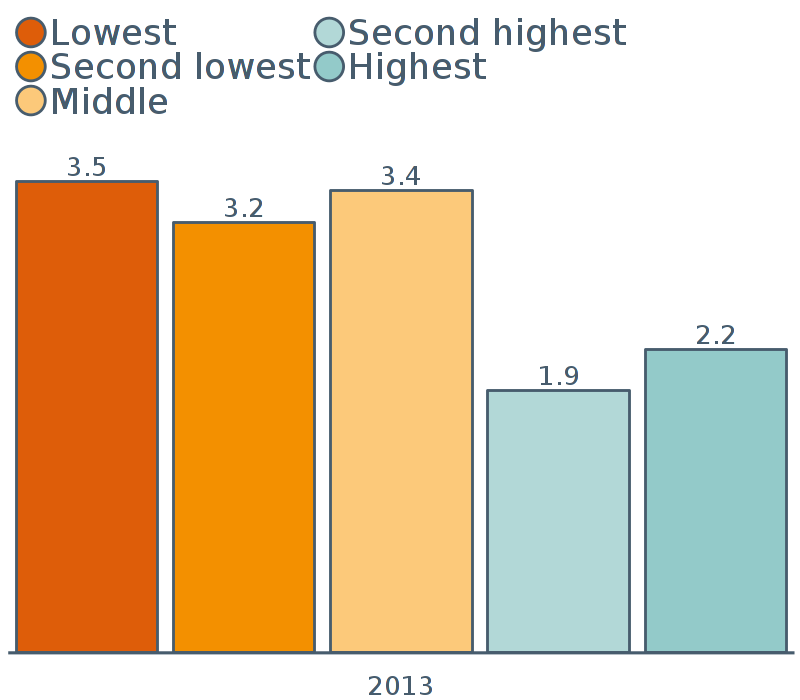 Lowest
Second lowest
Middle
Second highest
Highest
3.5
3.2
3.4
1.9
2.2
2013